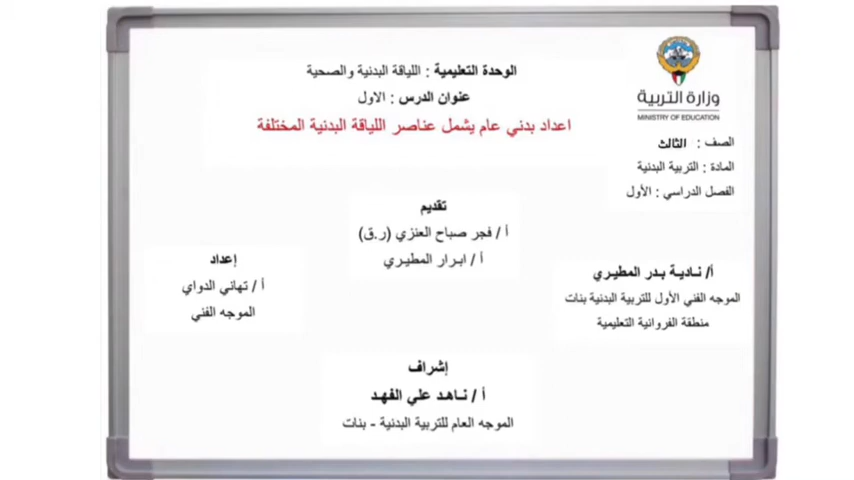 الوحدة التعليمية : اللياقة البدنية والصحية
عنوان الدرس : الاول
اعداد بدني عام يشمل عناصر اللياقة البدنية المختلفة
وزارة التربية
MINISTRY OF EDUCATION
الصف : الثالث
المادة : التربية البدنية
الفصل الدراسي : الأول
تقديم
أ / فجر صباح العنزي (ر.ق)
أ / ابرار المطيري
أ/ نادية بدر المطيري
الموجه الفني الأول للتربية البدنية بنات
منطقة الفروانية التعليمية
إعداد
أ / تهاني الدواي
الموجه الفني
إشراف
أ / ناهد علي الفهد
الموجه العام للتربية البدنية - بنات